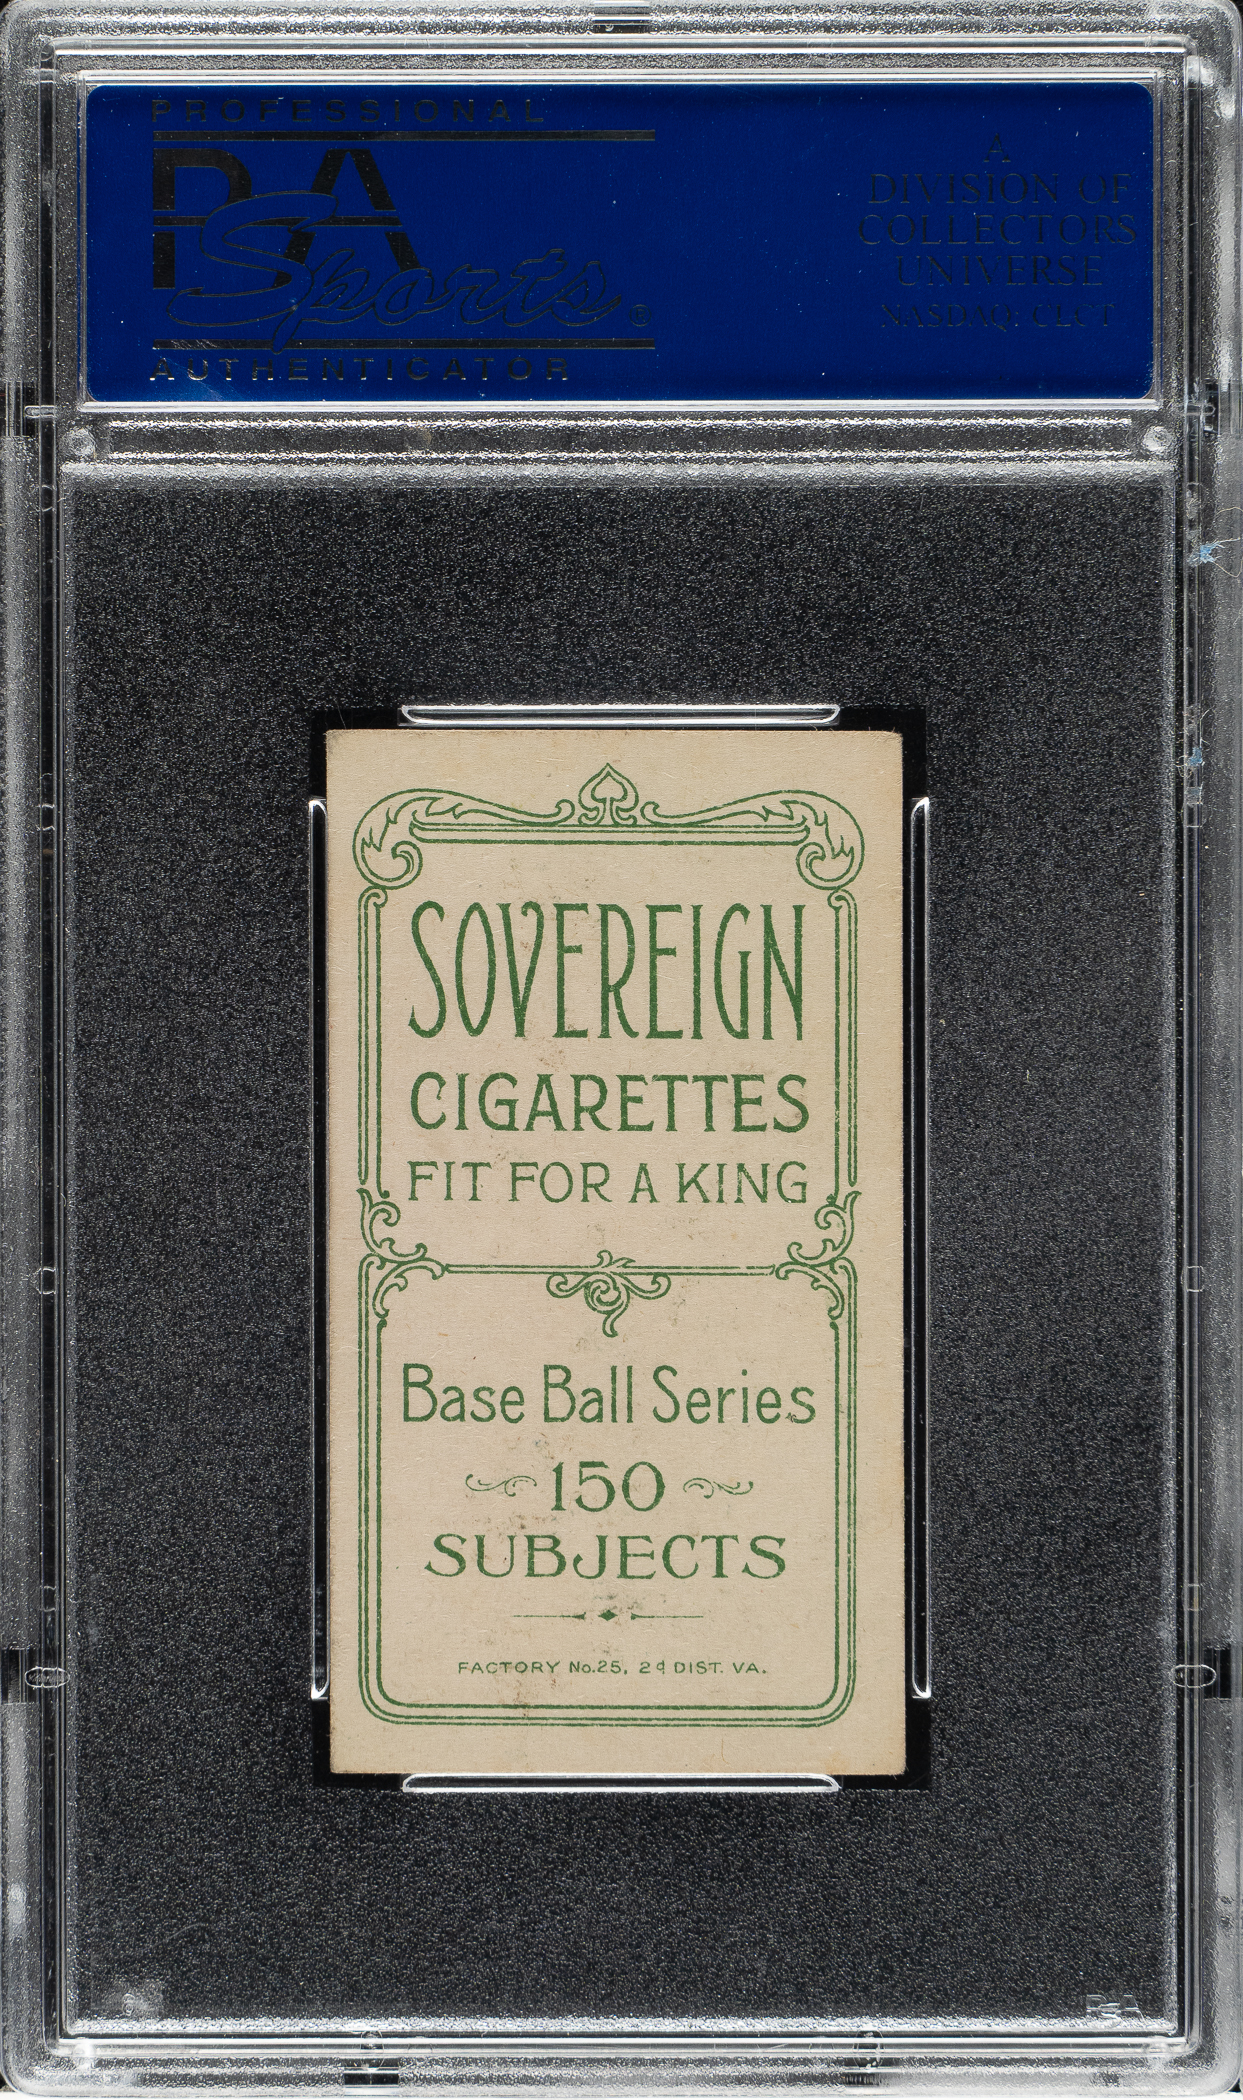 PROFESSIONAL
PSA
Sports®
AUTHENTICATOR
A
DIVISION OF
COLLECTORS
UNIVERSE
NASDAQ: CLCT
SOVEREIGN
CIGARETTES
FIT FOR A KING
Base Ball Series
150
SUBJECTS
FACTORY No.25, 2d DIST. VA.
PSA